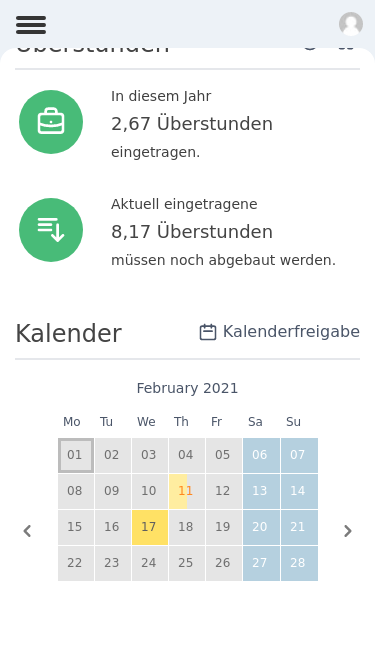 Überstunden
In diesem Jahr
2,67 Überstunden
eingetragen.
Aktuell eingetragene
8,17 Überstunden
müssen noch abgebaut werden.
Kalender
Kalenderfreigabe
February 2021
Mo Tu We Th Fr Sa Su
01 02 03 04 05 06 07
08 09 10 11 12 13 14
15 16 17 18 19 20 21
22 23 24 25 26 27 28